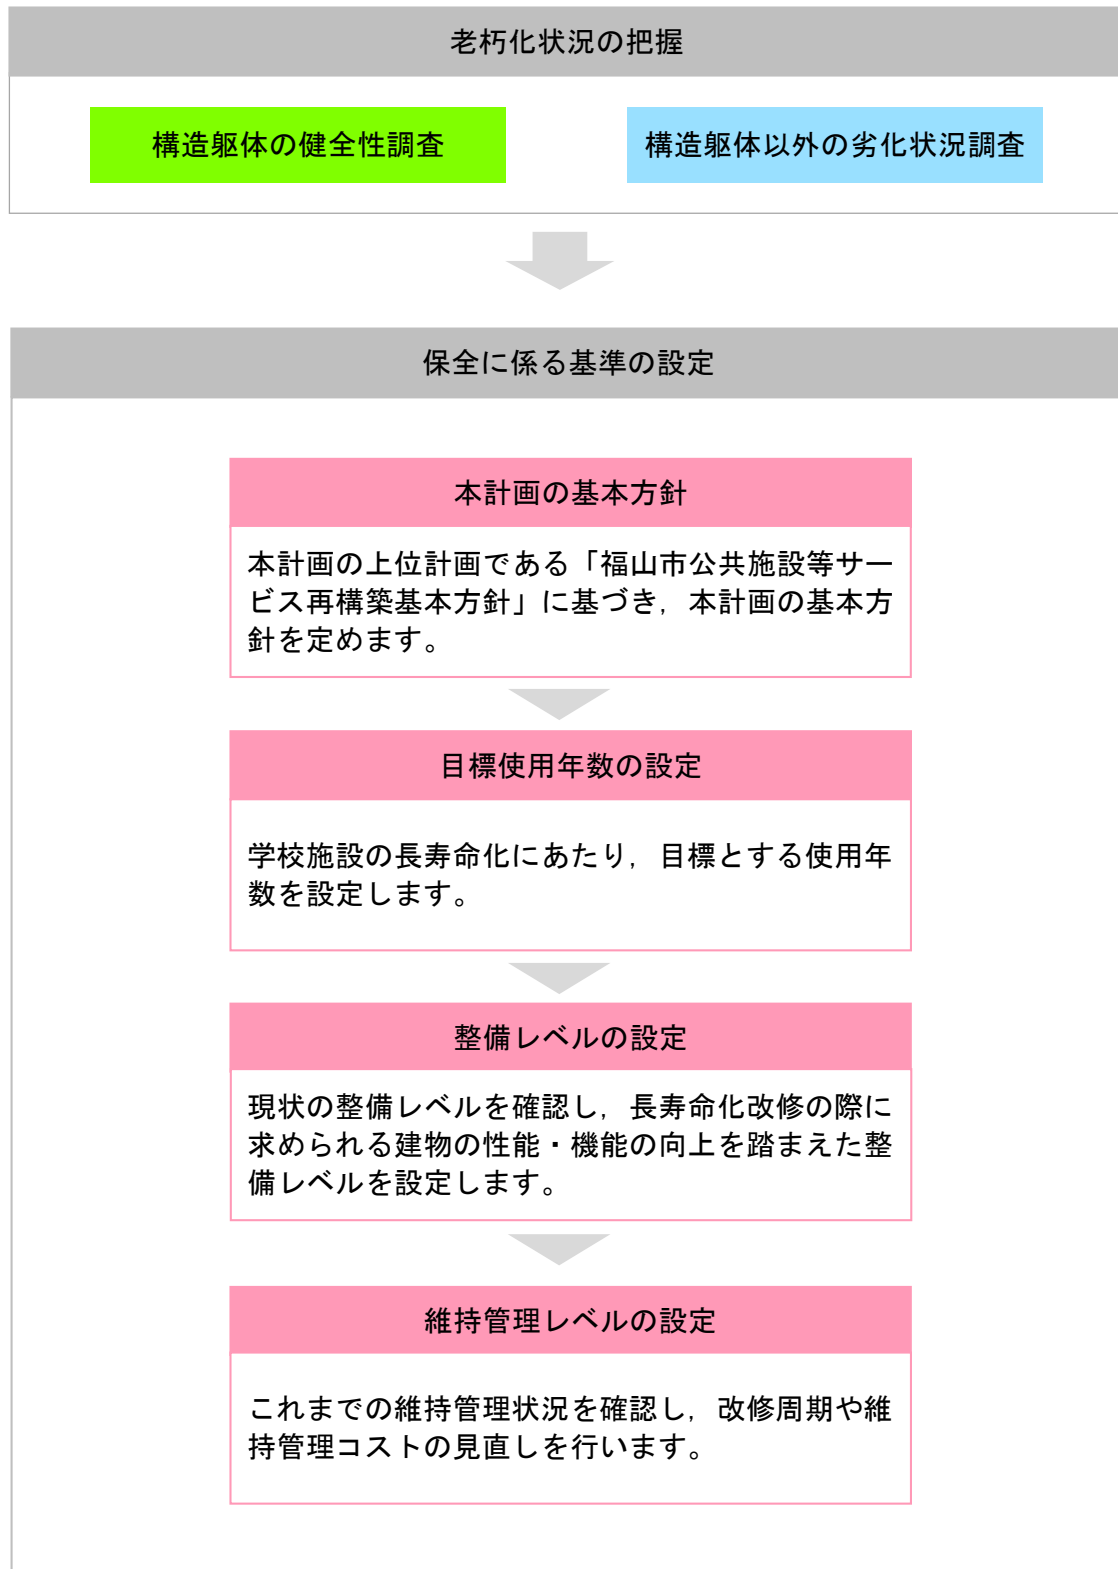 老朽化状況の把握
構造躯体の健全性調査
構造躯体以外の劣化状況調査
保全に係る基準の設定
本計画の基本方針
本計画の上位計画である「福山市公共施設等サー
ビス再構築基本方針」に基づき，本計画の基本方
針を定めます。
目標使用年数の設定
学校施設の長寿命化にあたり，目標とする使用年
数を設定します。
整備レベルの設定
現状の整備レベルを確認し，長寿命化改修の際に
求められる建物の性能・機能の向上を踏まえた整
備レベルを設定します。
維持管理レベルの設定
これまでの維持管理状況を確認し，改修周期や維
持管理コストの見直しを行います。